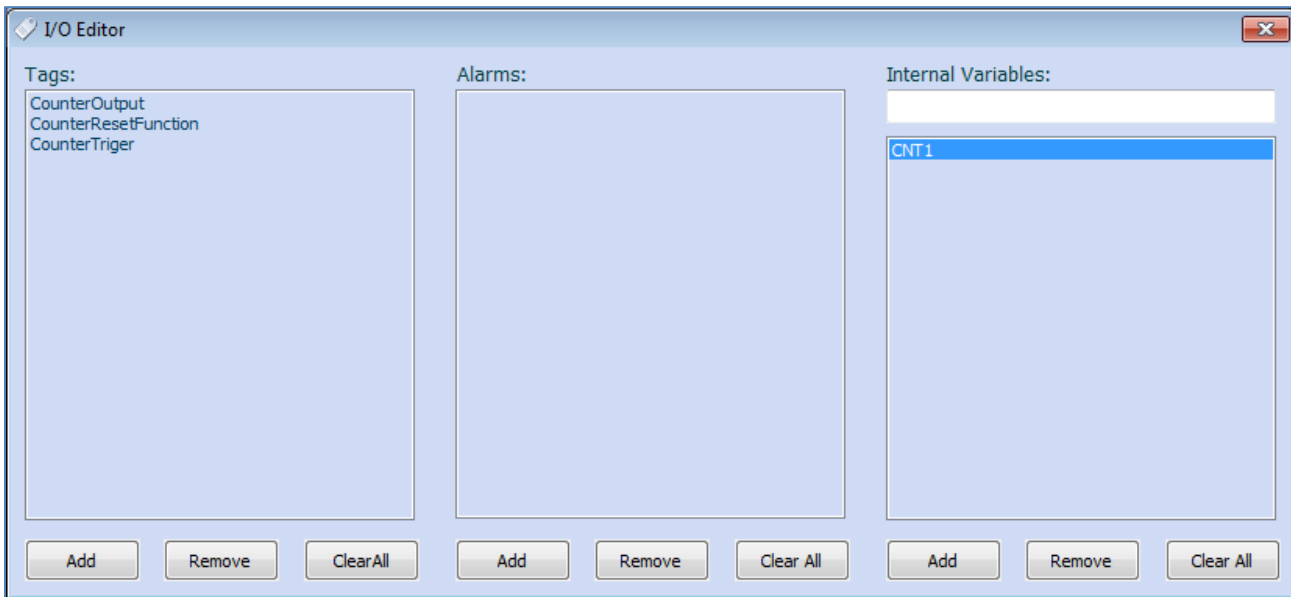 I/O Editor
Tags:
CounterOutput
CounterResetFunction
CounterTriger
Add Remove ClearAll
Alarms:
Add Remove Clear All
Internal Variables:
CNT1
Add Remove Clear All